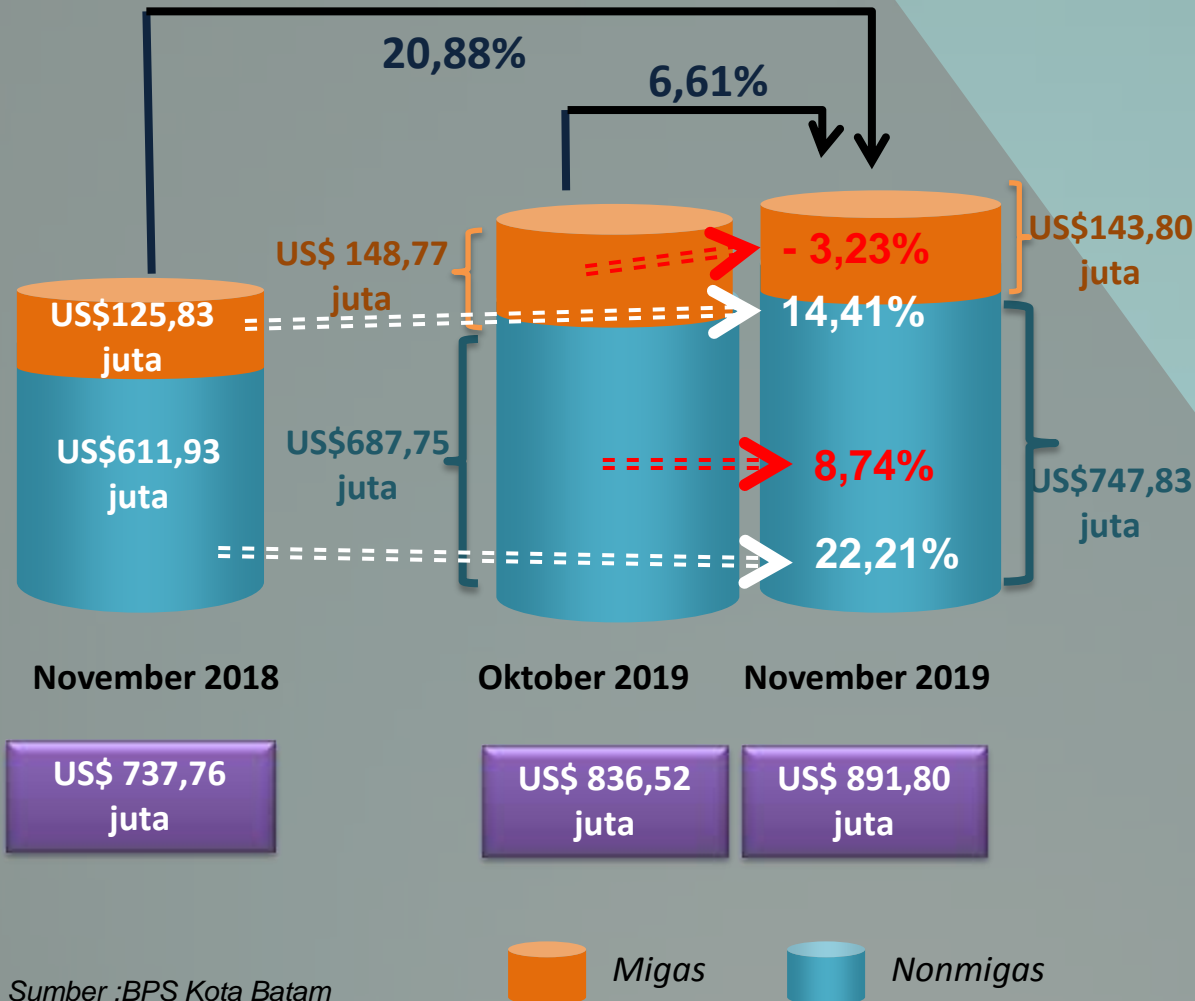 20,88%
6,61%
US$ 148,77
juta
- 3,23%
US$143,80
juta
US$125,83
juta
14,41%
US$611,93
juta
US$687,75
juta
8,74%
US$747,83
juta
22,21%
November 2018
Oktober 2019
November 2019
US$ 737,76
juta
US$ 836,52
juta
US$ 891,80
juta
Migas
Nonmigas
Sumber :BPS Kota Batam